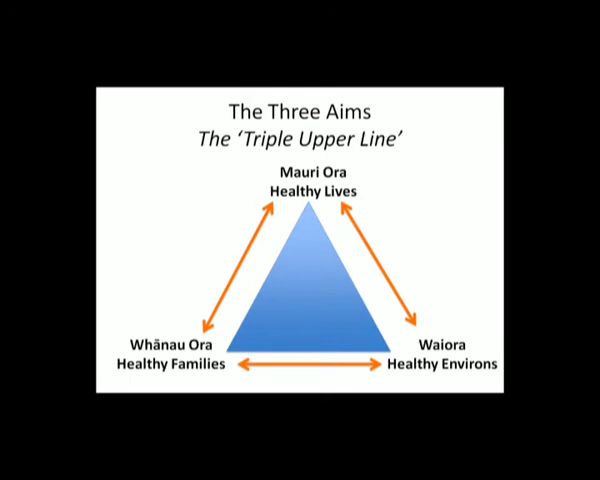 The Three Aims
The ‘Triple Upper Line’
Mauri Ora
Healthy Lives
Whānau Ora
Healthy Families
Waiora
Healthy Environs